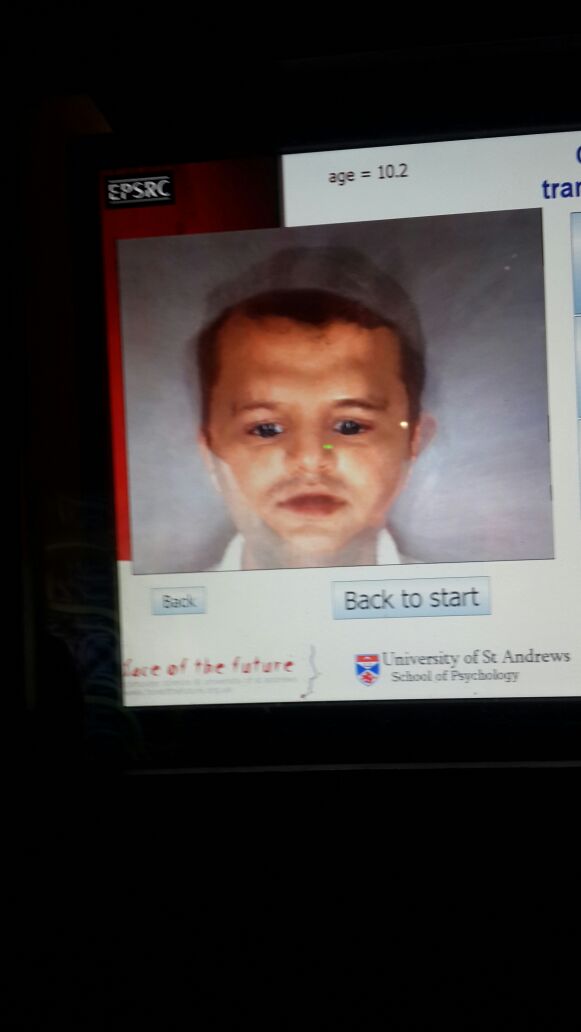 EPSRC
age = 10.2
Back
Back to start
face of the future
University of St Andrews
School of Psychology